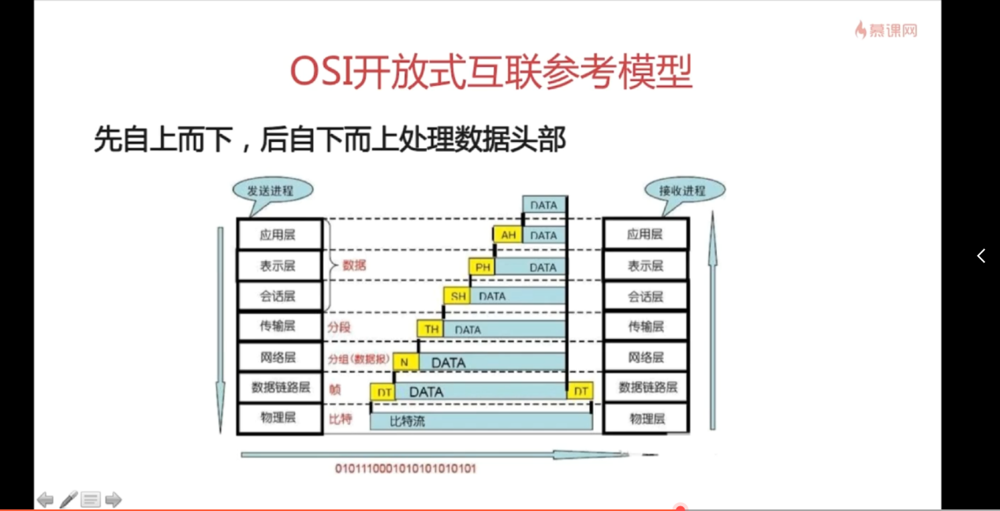 慕课网
OSI开放式互联参考模型
先自上而下，后自下而上处理数据头部
发送进程
接收进程
DATA
应用层
AH DATA
应用层
表示层
数据
PH DATA
表示层
会话层
SH DATA
会话层
传输层
分段
TH DATA
传输层
网络层
分组(数据报)
N DATA
网络层
数据链路层
帧
DT DATA DT
数据链路层
物理层
比特
比特流
物理层
0101110001010101010101